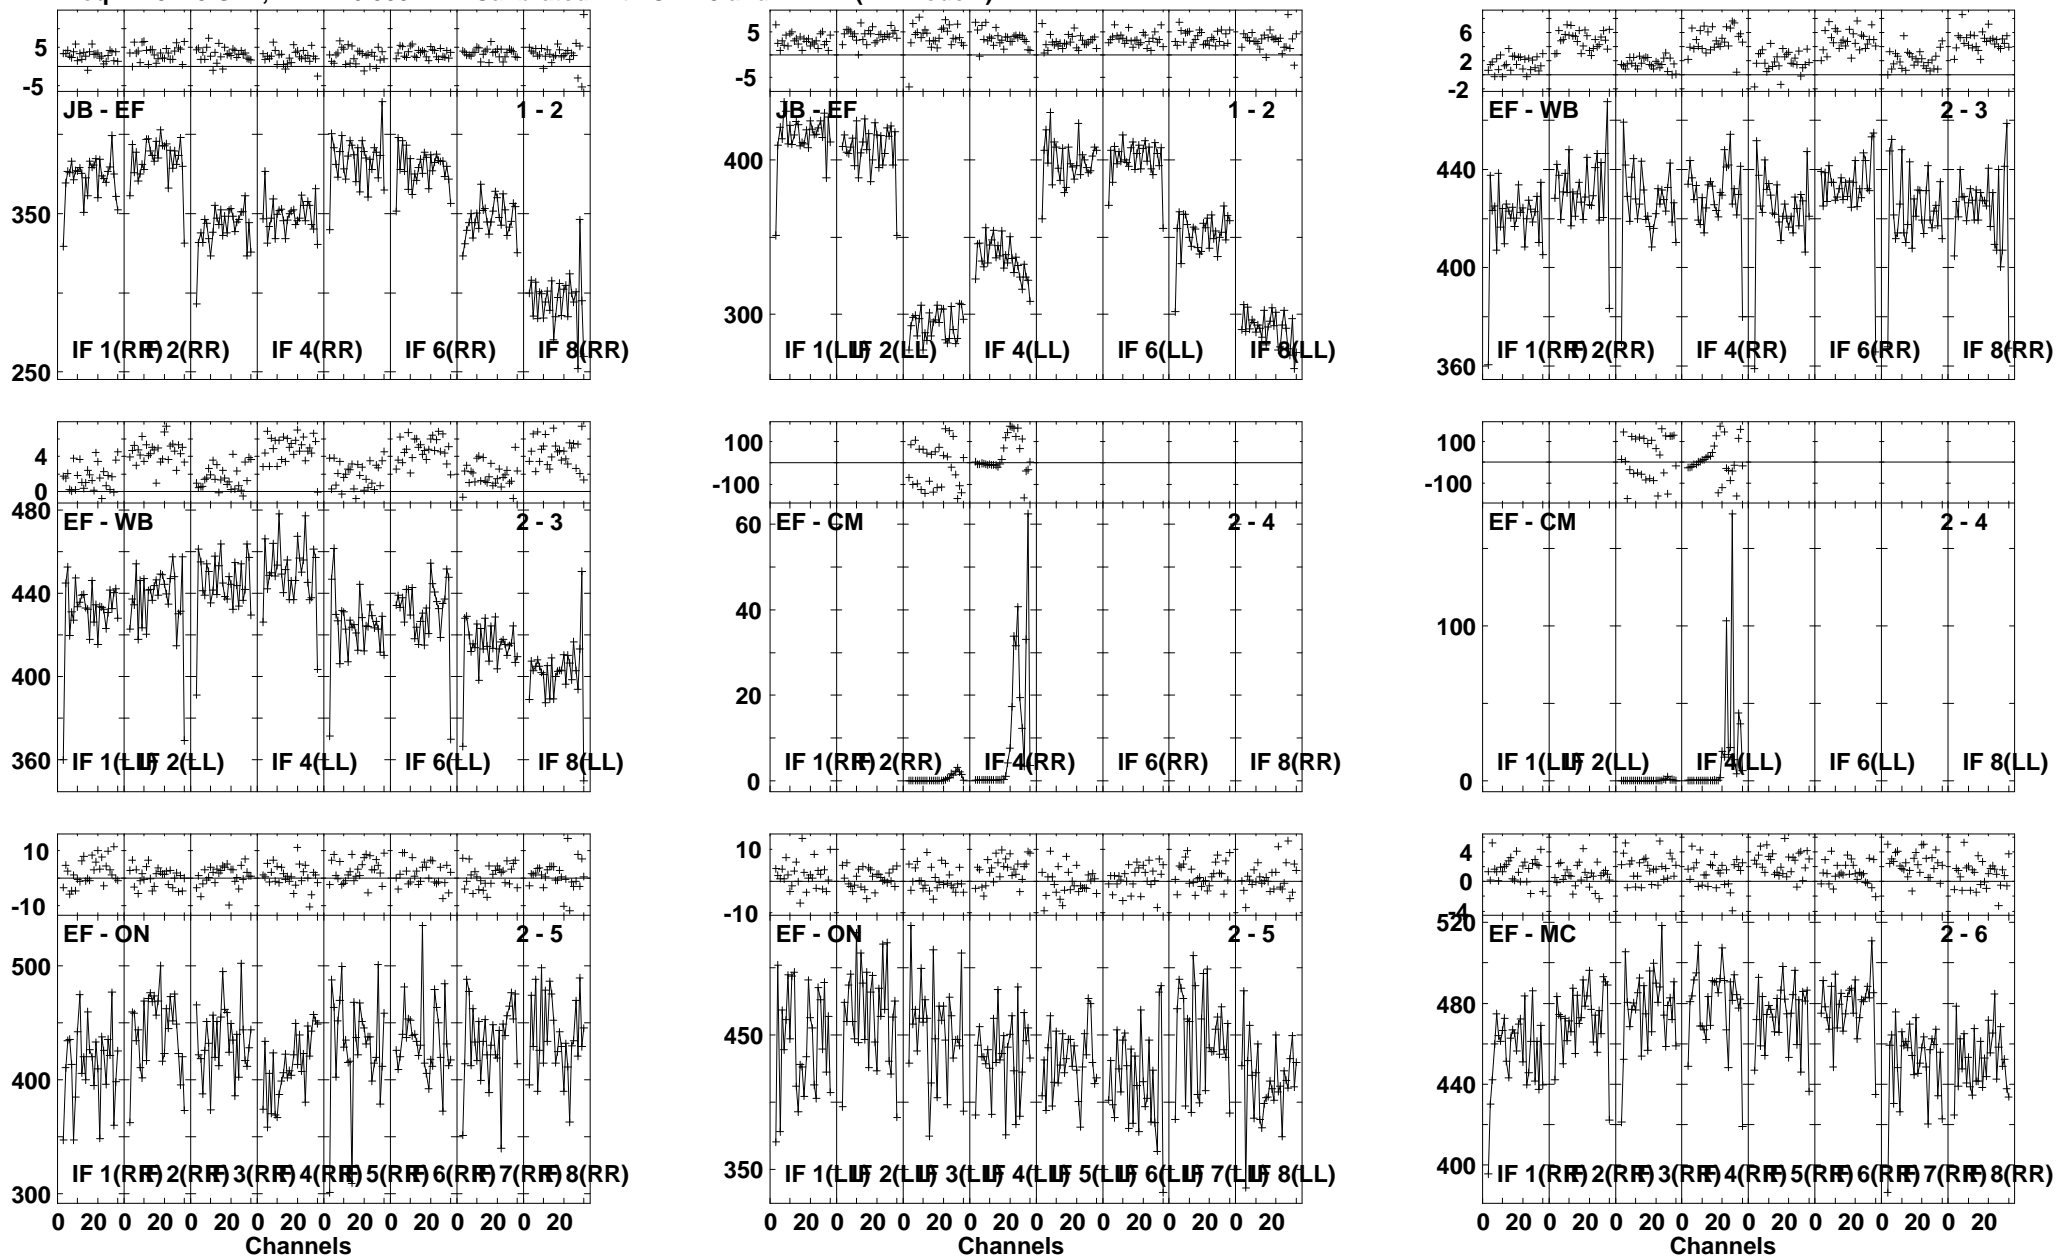 5
-5
JB - EF 1 - 2
350
250
IF 1(RR) IF 2(RR) IF 4(RR) IF 6(RR) IF 8(RR)
5
-5
JB - EF 1 - 2
400
300
IF 1(LL) IF 2(LL) IF 4(LL) IF 6(LL) IF 8(LL)
6
2
-2
EF - WB 2 - 3
440
400
360
IF 1(RR) IF 2(RR) IF 4(RR) IF 6(RR) IF 8(RR)
4
0
480
EF - WB 2 - 3
440
400
360
IF 1(LL) IF 2(LL) IF 4(LL) IF 6(LL) IF 8(LL)
100
-100
EF - CM 2 - 4
60
40
20
0
IF 1(RR) IF 2(RR) IF 4(RR) IF 6(RR) IF 8(RR)
100
-100
EF - CM 2 - 4
100
0
IF 1(LL) IF 2(LL) IF 4(LL) IF 6(LL) IF 8(LL)
10
-10
EF - ON 2 - 5
500
400
300
IF 1(RR) IF 2(RR) IF 3(RR) IF 4(RR) IF 5(RR) IF 6(RR) IF 7(RR) IF 8(RR)
0 20 0 20 0 20 0 20 0 20 0 20 0 20 0 20
Channels
10
-10
EF - ON 2 - 5
450
350
IF 1(LL) IF 2(LL) IF 3(LL) IF 4(LL) IF 5(LL) IF 6(LL) IF 7(LL) IF 8(LL)
0 20 0 20 0 20 0 20 0 20 0 20 0 20 0 20
Channels
4
0
-4
520
EF - MC 2 - 6
480
440
400
IF 1(RR) IF 2(RR) IF 3(RR) IF 4(RR) IF 5(RR) IF 6(RR) IF 7(RR) IF 8(RR)
0 20 0 20 0 20 0 20 0 20 0 20 0 20 0 20
Channels